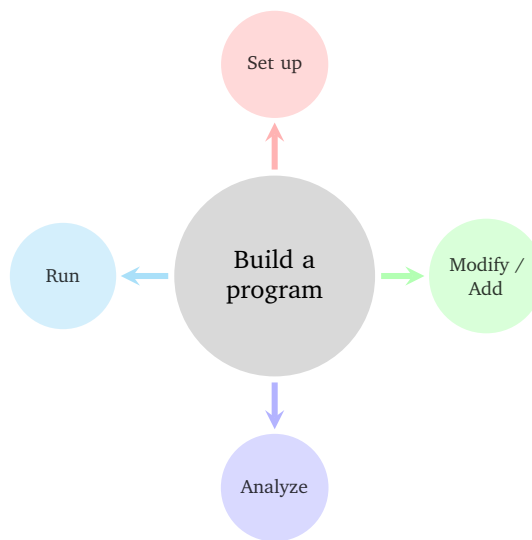 Set up
Run
Build a
program
Modify /
Add
Analyze